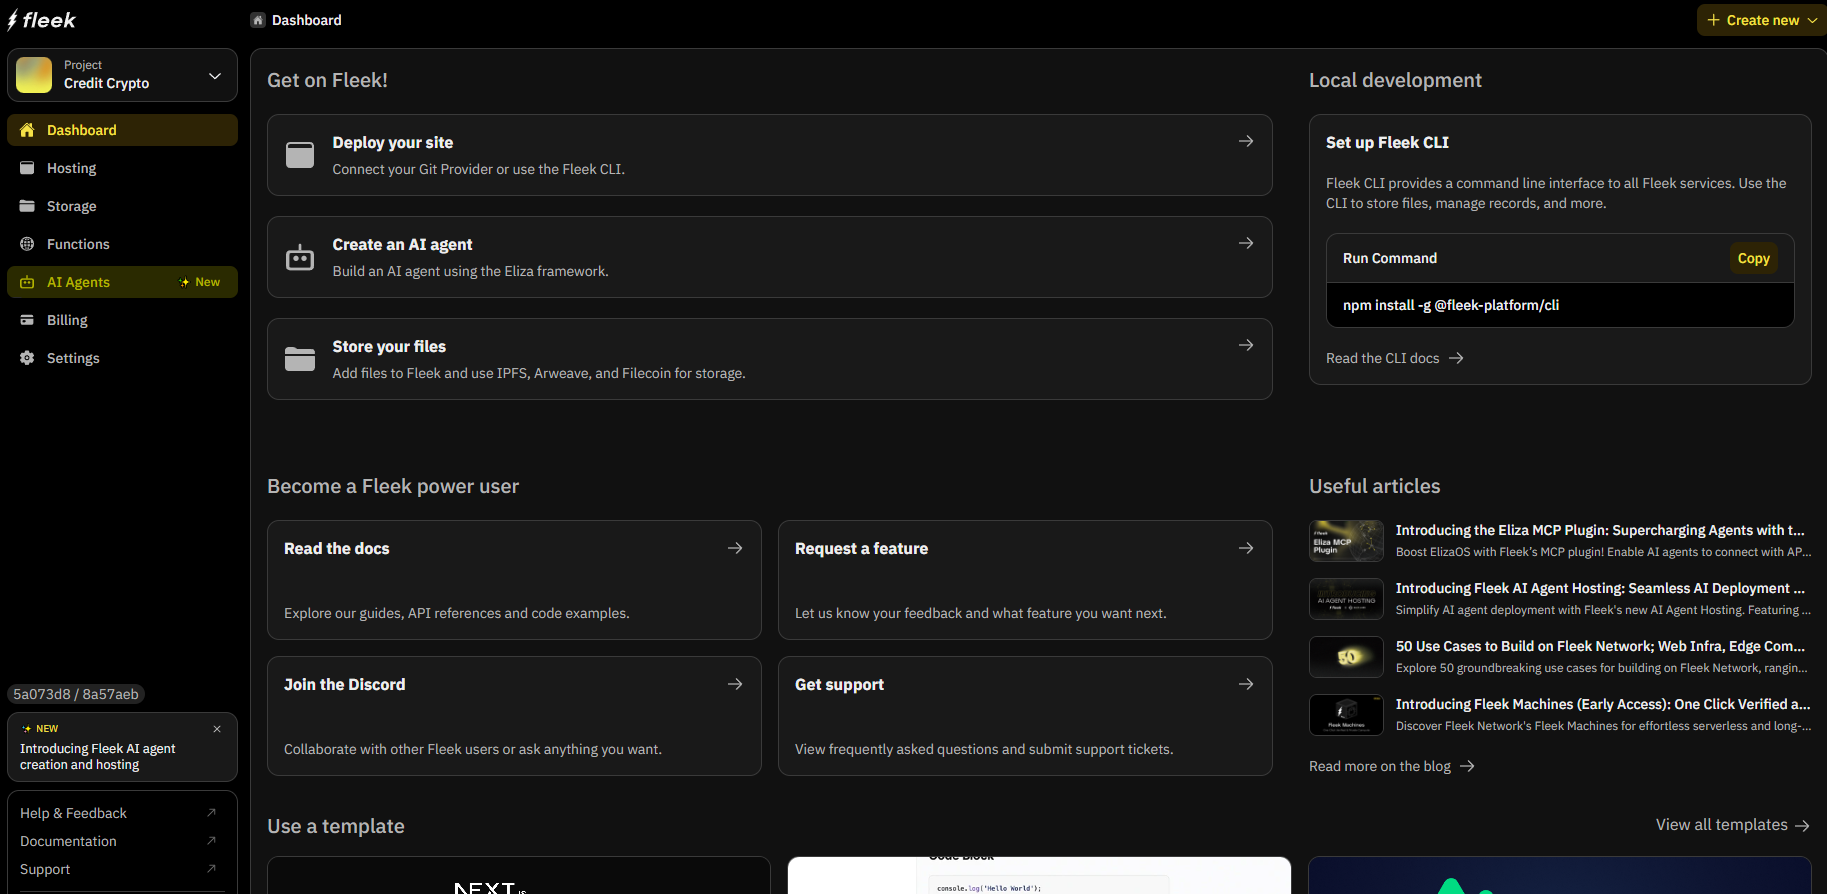 fleek
Dashboard
Create new
Project
Credit Crypto
Dashboard
Hosting
Storage
Functions
AI Agents
New
Billing
Settings
5a073d8 / 8a57aeb
NEW
Introducing Fleek AI agent
creation and hosting
Help & Feedback
Documentation
Support
Get on Fleek!
Deploy your site
Connect your Git Provider or use the Fleek CLI.
Create an AI agent
Build an AI agent using the Eliza framework.
Store your files
Add files to Fleek and use IPFS, Arweave, and Filecoin for storage.
Local development
Set up Fleek CLI
Fleek CLI provides a command line interface to all Fleek services. Use the
CLI to store files, manage records, and more.
Run Command
Copy
npm install -g @fleek-platform/cli
Read the CLI docs
Become a Fleek power user
Read the docs
Explore our guides, API references and code examples.
Request a feature
Let us know your feedback and what feature you want next.
Join the Discord
Collaborate with other Fleek users or ask anything you want.
Get support
View frequently asked questions and submit support tickets.
Useful articles
fleek
Eliza MCP
Plugin
Introducing the Eliza MCP Plugin: Supercharging Agents with t...
Boost ElizaOS with Fleek's MCP plugin! Enable AI agents to connect with AP...
AI AGENT HOSTING
Introducing Fleek AI Agent Hosting: Seamless AI Deployment ...
Simplify AI agent deployment with Fleek's new AI Agent Hosting. Featuring ...
50
50 Use Cases to Build on Fleek Network; Web Infra, Edge Com...
Explore 50 groundbreaking use cases for building on Fleek Network, rangin...
Fleek Machines
Introducing Fleek Machines (Early Access): One Click Verified a...
Discover Fleek Network's Fleek Machines for effortless serverless and long-...
Read more on the blog
Use a template
View all templates
NEXT.JS
Code Block
console.log('Hello World');